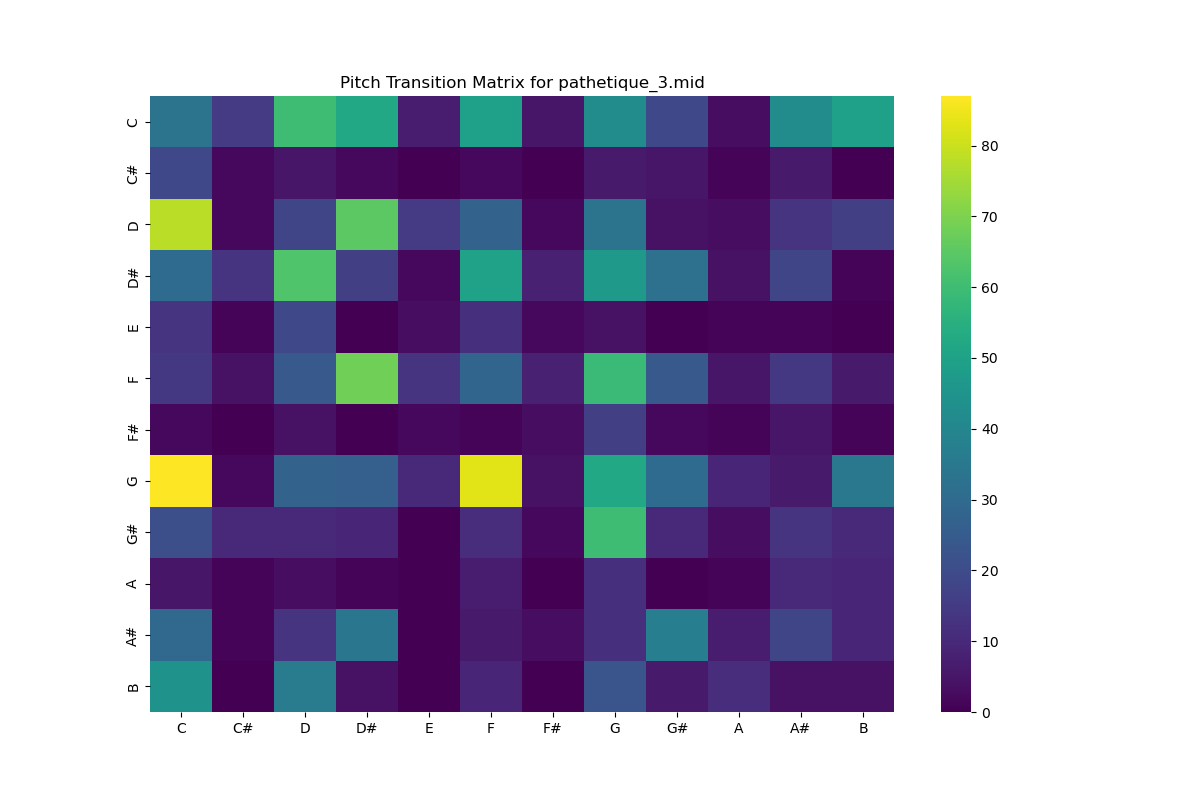 Pitch Transition Matrix for pathetique_3.mid
C
C#
D
D#
E
F
F#
G
G#
A
A#
B
C C# D D# E F F# G G# A A# B
80
70
60
50
40
30
20
10
0